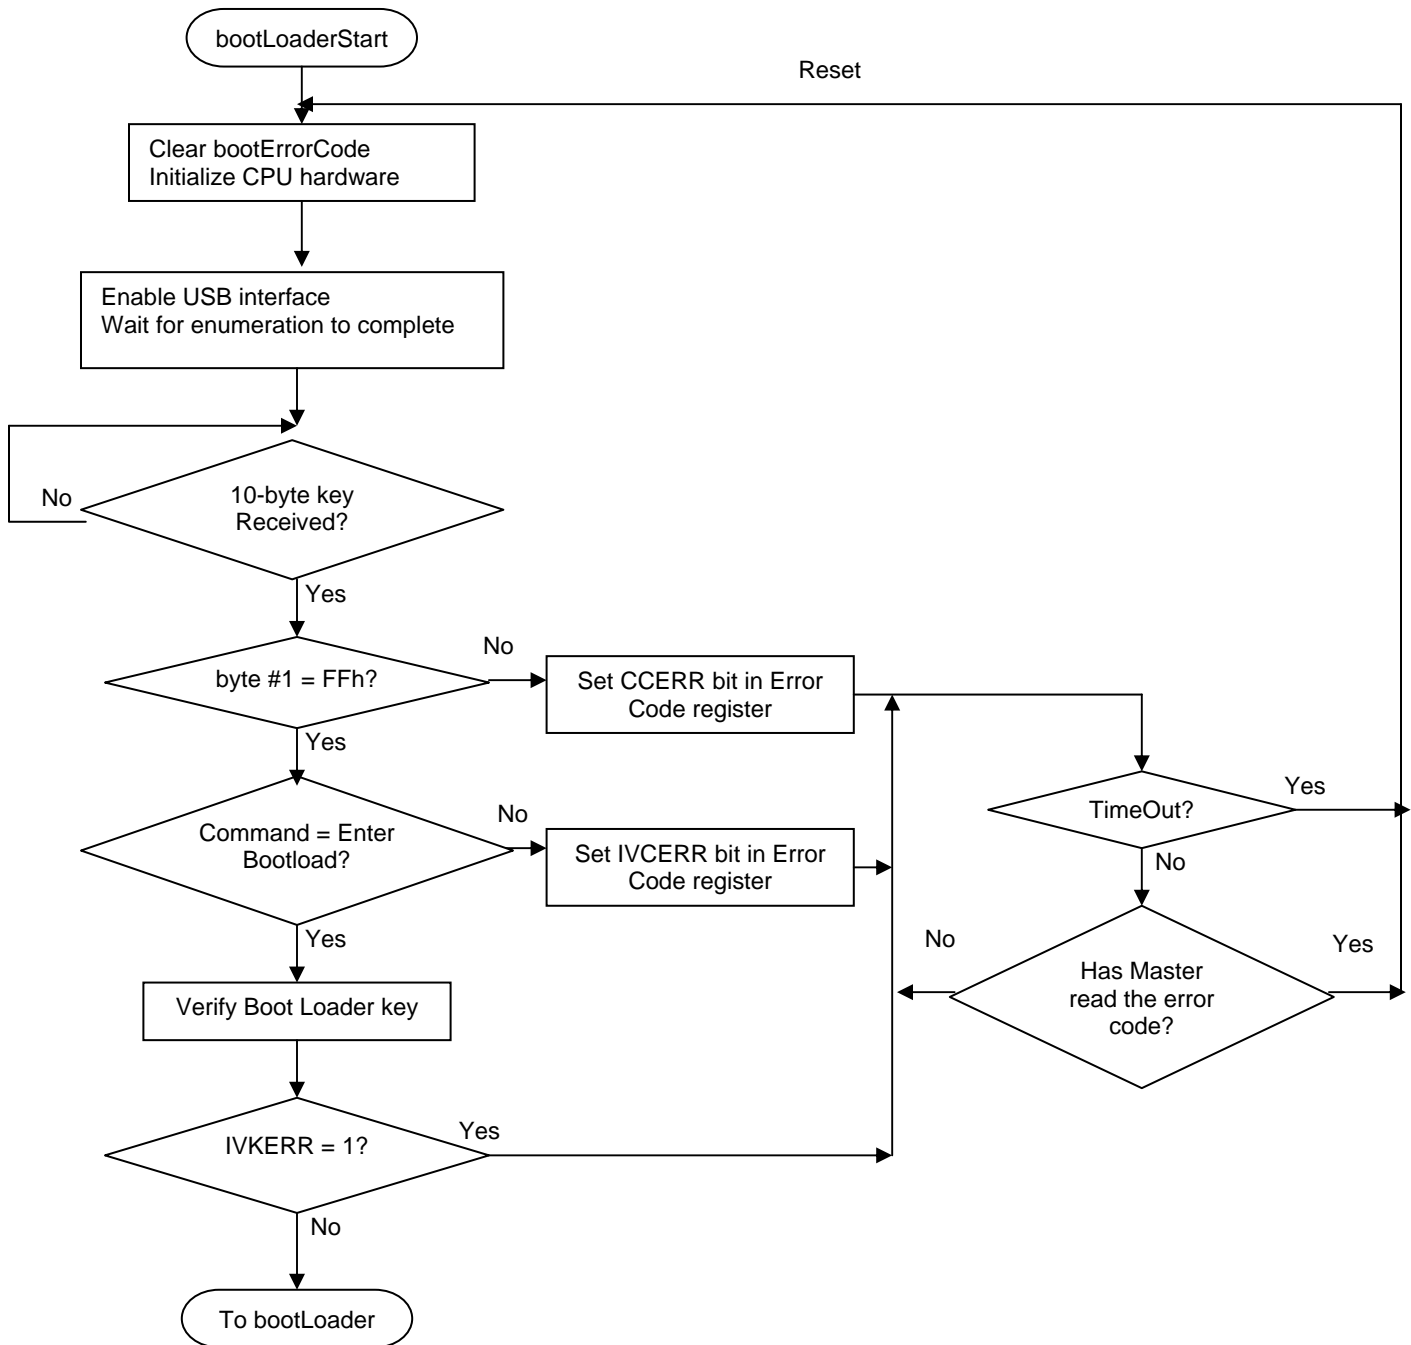 bootLoaderStart
Reset
Clear bootErrorCode
Initialize CPU hardware
Enable USB interface
Wait for enumeration to complete
No
10-byte key
Received?
Yes
byte #1 = FFh?
No
Set CCERR bit in Error
Code register
Yes
TimeOut?
Yes
No
Command = Enter
Bootload?
No
Set IVCERR bit in Error
Code register
Yes
No
Has Master
read the error
code?
Yes
Verify Boot Loader key
IVKERR = 1?
Yes
No
To bootLoader